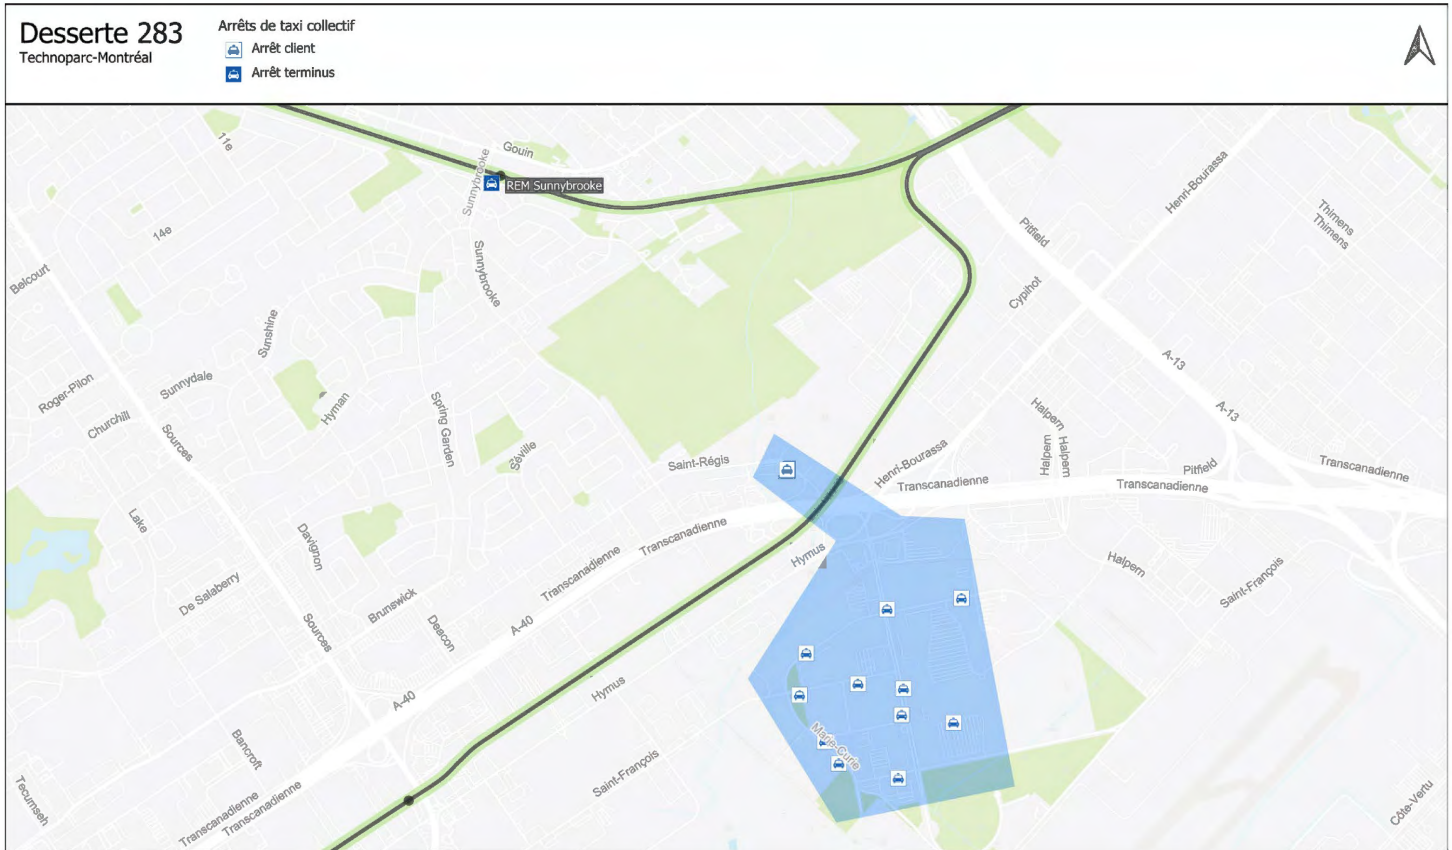 Desserte 283
Technoparc-Montréal
Arrêts de taxi collectif
Arrêt client
Arrêt terminus
11e
Gouin
Sunnybrooke
REM Sunnybrooke
14e
Sunnybrooke
Belcourt
Henri-Bourassa
Thimens
Thimens
Pitfield
Cypihot
Sunshine
Sunnydale
Roger-Pilon
Churchill
Hyman
Sources
Spring Garden
Séville
A-13
A-13
Halpern
Halpern
Halpern
Saint-Régis
Henri-Bourassa
Transcanadienne
Pitfield
Transcanadienne
Transcanadienne
Lake
Davignon
Transcanadienne
Transcanadienne
Hymus
Halpern
Saint-François
De Salaberry
Brunswick
Deacon
Sources
A-40
A-40
Hymus
Marie-Curie
Bancroft
Saint-François
Tecumseh
Transcanadienne
Transcanadienne
Côte-Vertu